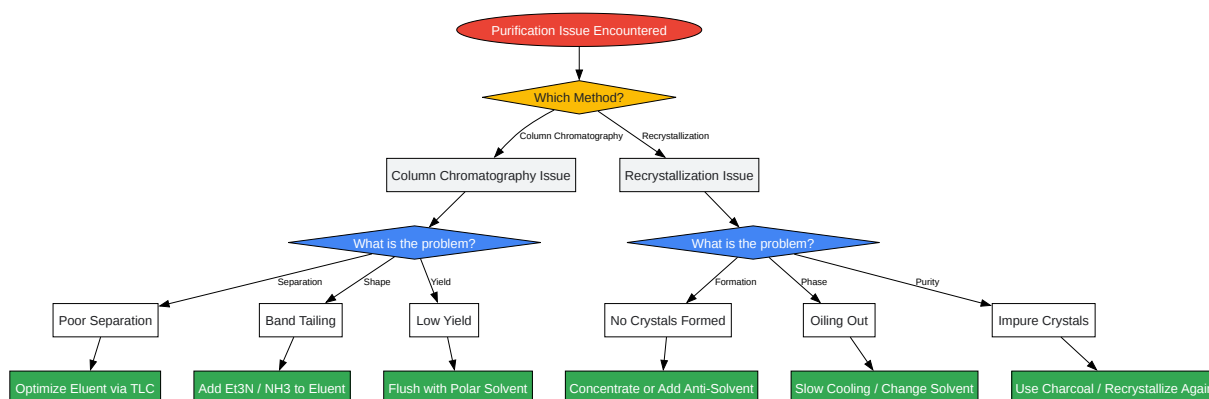 Purification Issue Encountered
Which Method?
Column Chromatography
Recrystallization
Column Chromatography Issue
Recrystallization Issue
What is the problem?
What is the problem?
Separation
Shape
Yield
Formation
Phase
Purity
Poor Separation
Band Tailing
Low Yield
No Crystals Formed
Oiling Out
Impure Crystals
Optimize Eluent via TLC
Add Et3N / NH3 to Eluent
Flush with Polar Solvent
Concentrate or Add Anti-Solvent
Slow Cooling / Change Solvent
Use Charcoal / Recrystallize Again